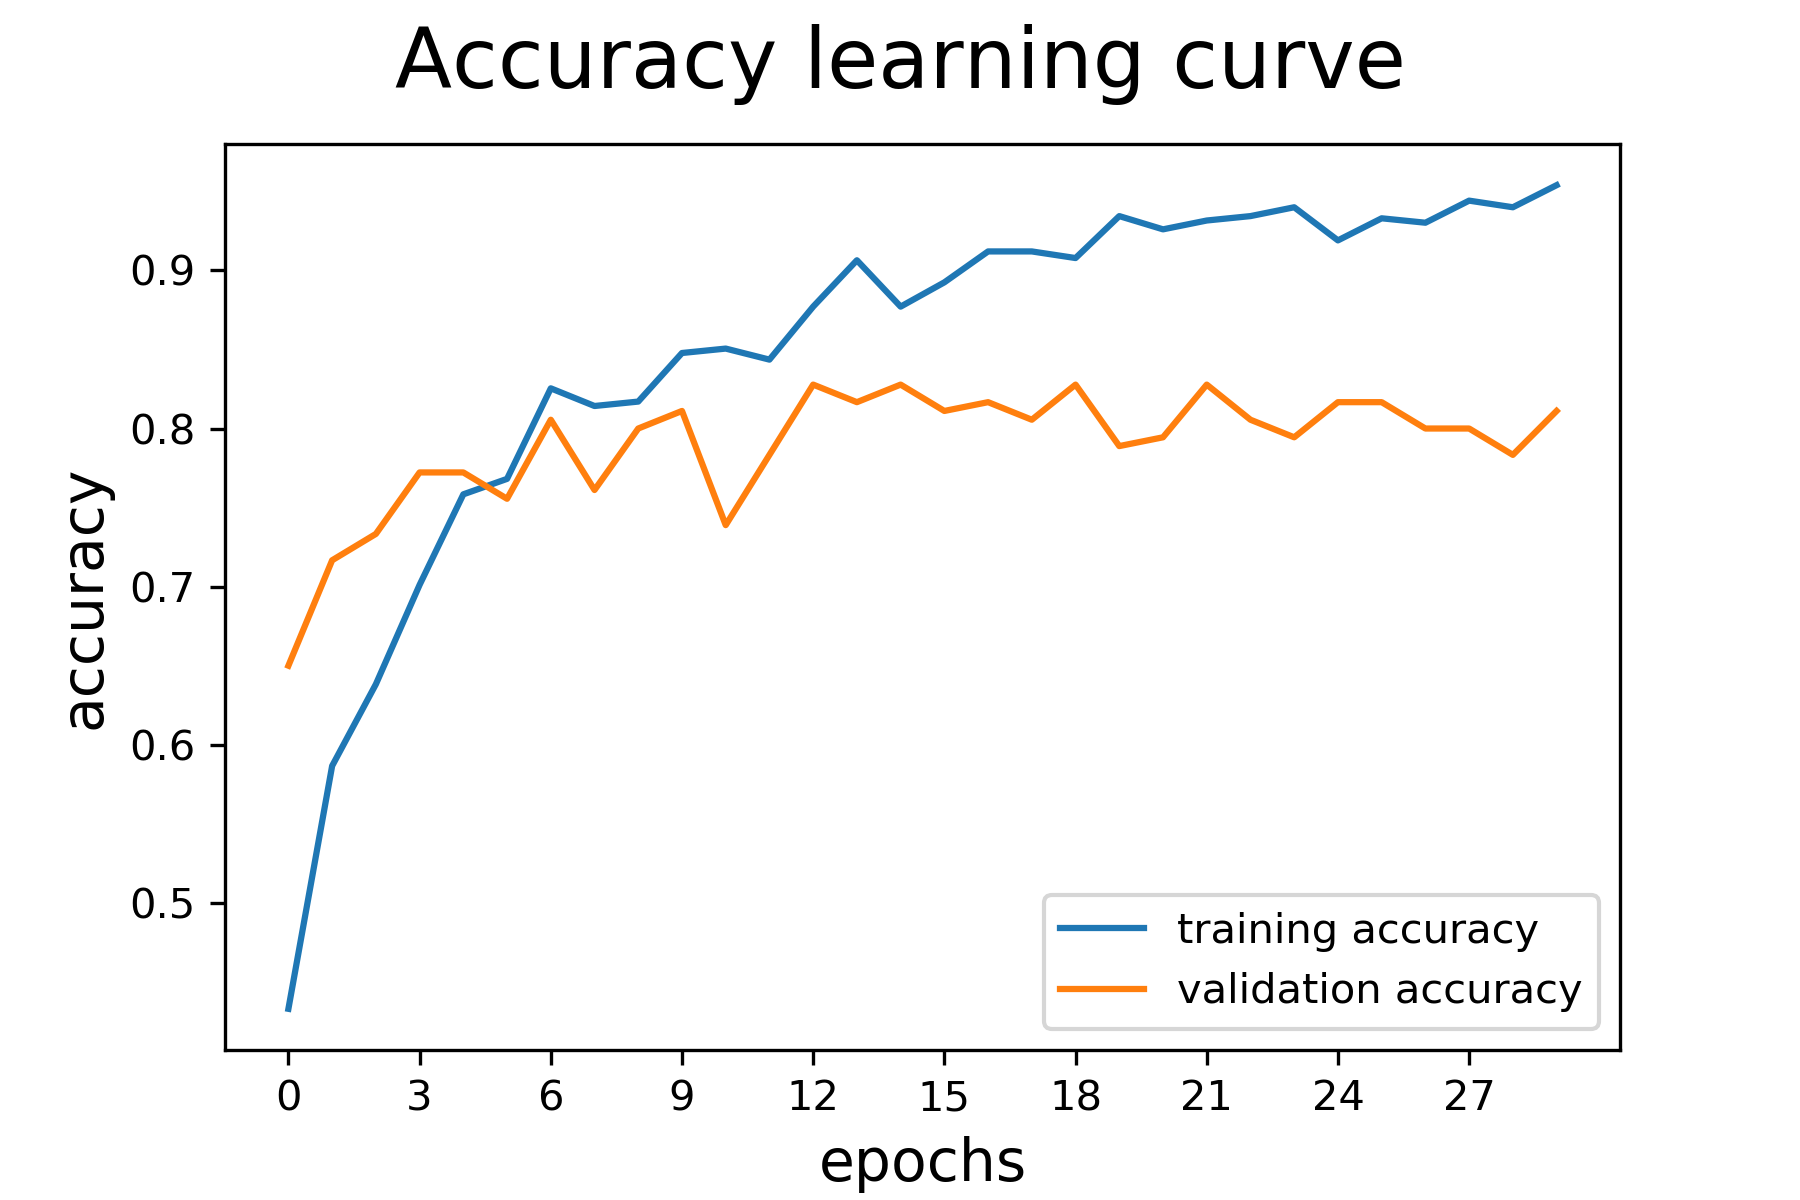 Accuracy learning curve
0.9
0.8
0.7
0.6
0.5
accuracy
training accuracy
validation accuracy
0 3 6 9 12 15 18 21 24 27
epochs